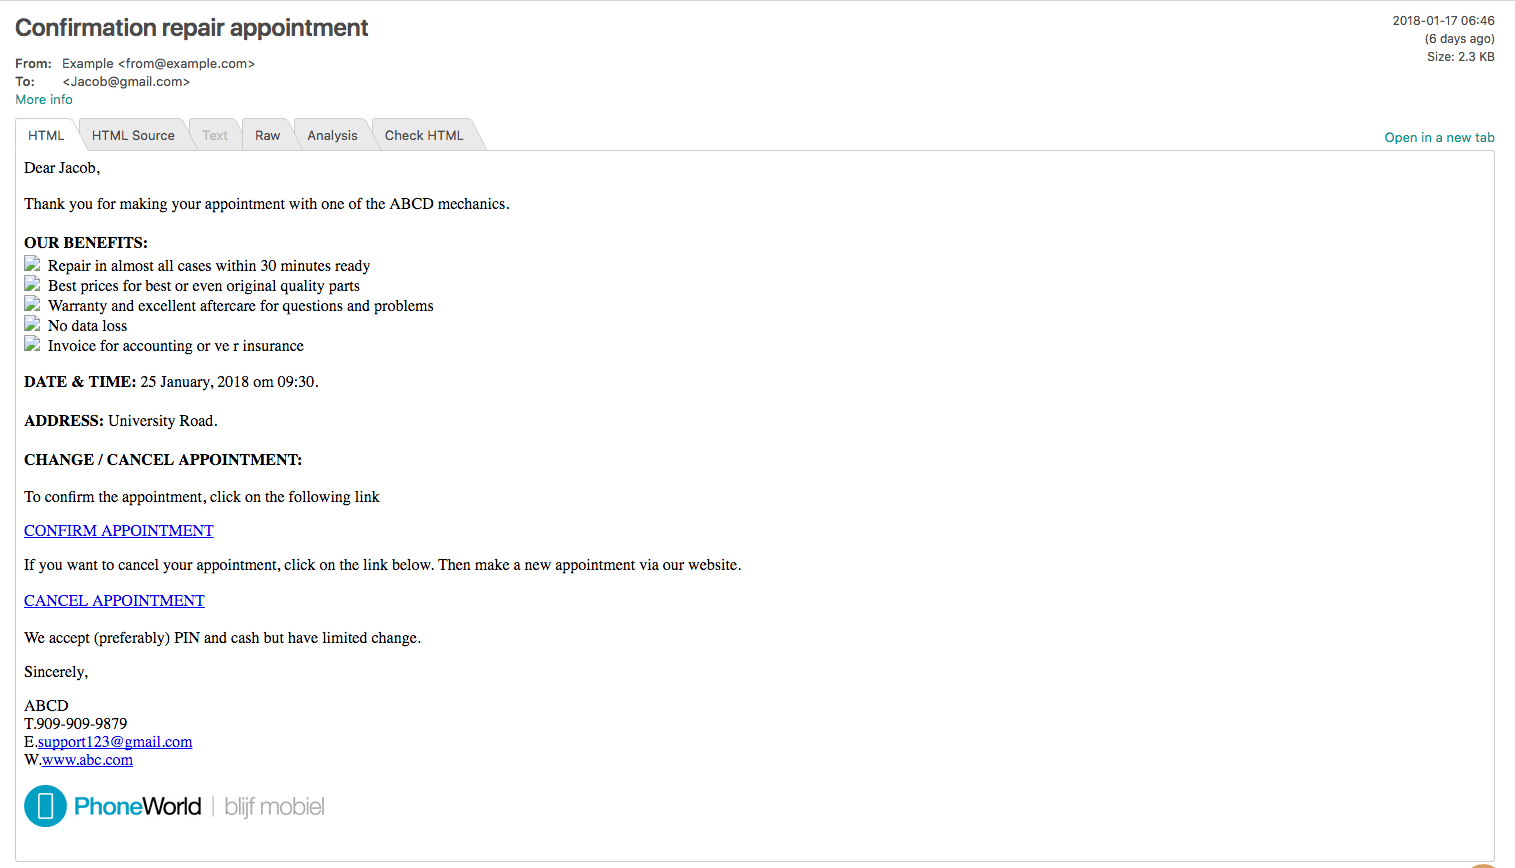 Confirmation repair appointment
2018-01-17 06:46
(6 days ago)
Size: 2.3 KB
From: Example <from@example.com>
To: <Jacob@gmail.com>
More info
HTML HTML Source Text Raw Analysis Check HTML
Open in a new tab
Dear Jacob,
Thank you for making your appointment with one of the ABCD mechanics.
OUR BENEFITS:
Repair in almost all cases within 30 minutes ready
Best prices for best or even original quality parts
Warranty and excellent aftercare for questions and problems
No data loss
Invoice for accounting or ve r insurance
DATE & TIME: 25 January, 2018 om 09:30.
ADDRESS: University Road.
CHANGE / CANCEL APPOINTMENT:
To confirm the appointment, click on the following link
CONFIRM APPOINTMENT
If you want to cancel your appointment, click on the link below. Then make a new appointment via our website.
CANCEL APPOINTMENT
We accept (preferably) PIN and cash but have limited change.
Sincerely,
ABCD
T.909-909-9879
E.support123@gmail.com
W.www.abc.com
PhoneWorld | blijf mobiel